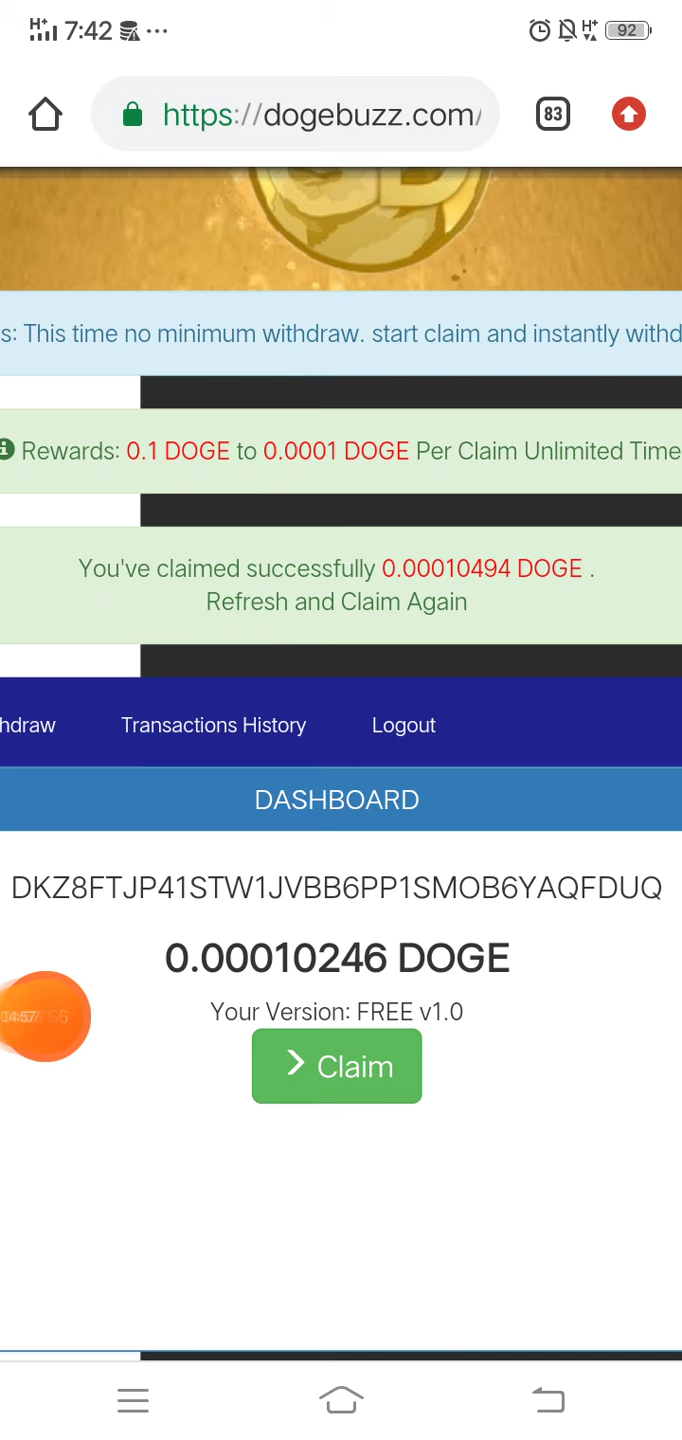 H+ 7:42 ... H+ 92
https://dogebuzz.com/ 83
s: This time no minimum withdraw. start claim and instantly withd
Rewards: 0.1 DOGE to 0.0001 DOGE Per Claim Unlimited Time
You've claimed successfully 0.00010494 DOGE .
Refresh and Claim Again
hdraw Transactions History Logout
DASHBOARD
DKZ8FTJP41STW1JVBB6PP1SMOB6YAQFDUQ
0.00010246 DOGE
Your Version: FREE v1.0
Claim